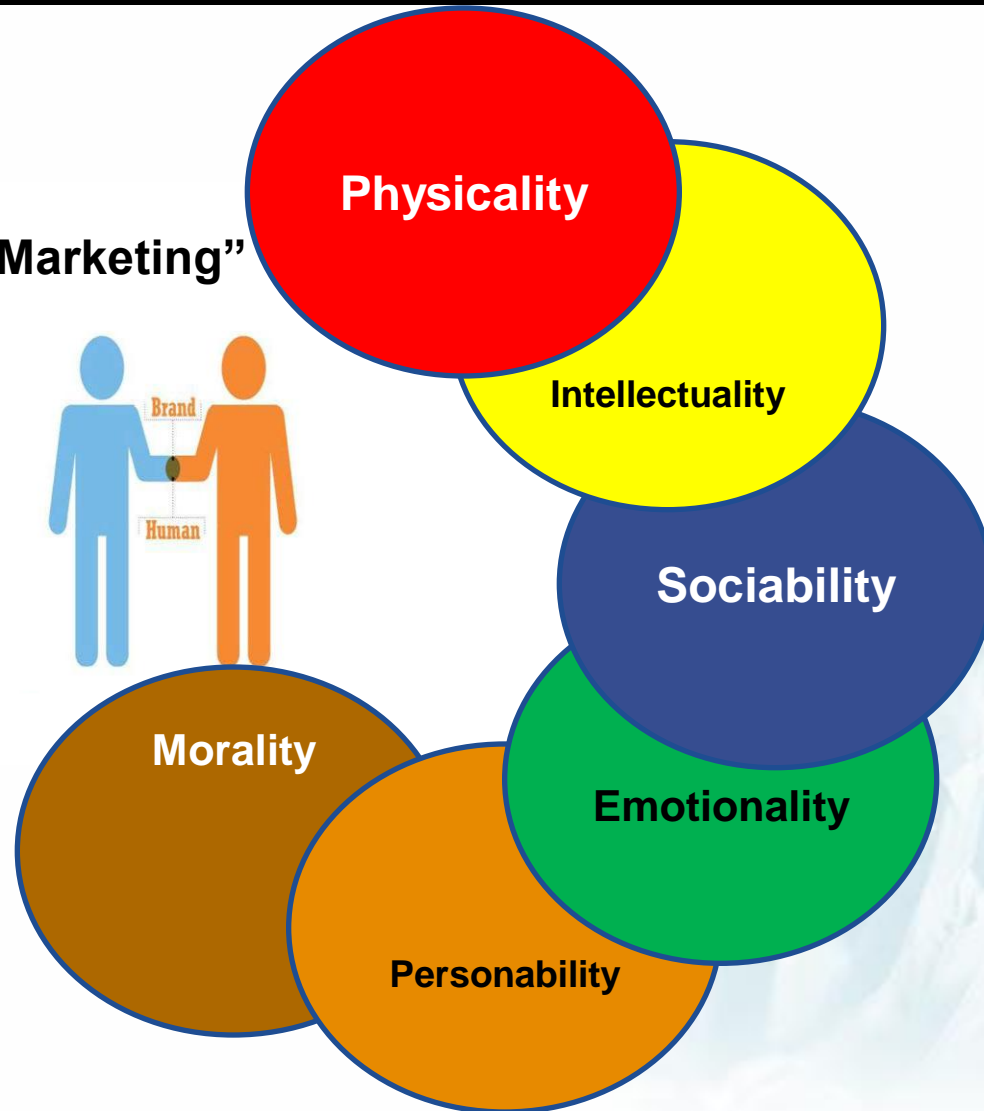 Physicality
Marketing”
Intellectuality
Brand
Human
Sociability
Morality
Emotionality
Personability